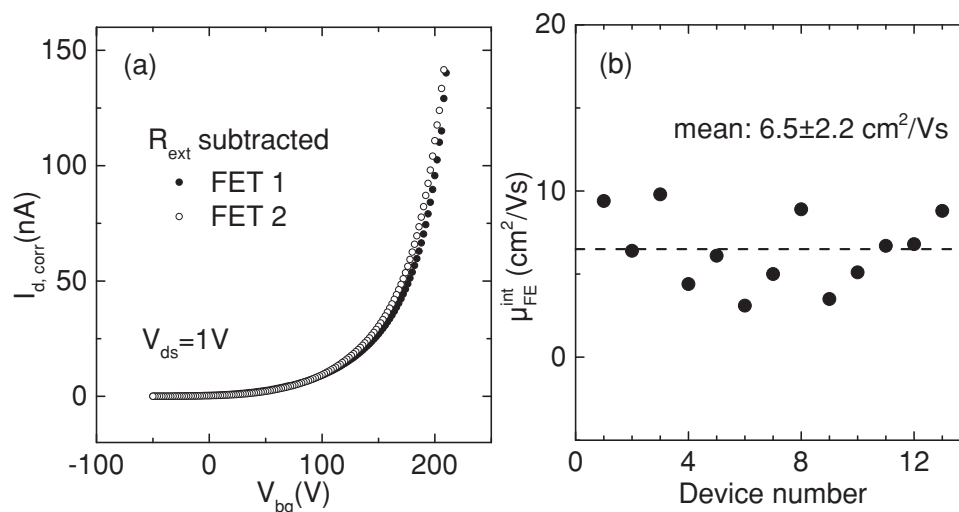 (a)
R_ext subtracted
• FET 1
○ FET 2
V_ds=1V
150
100
50
0
I_d, corr(nA)
-100 0 100 200
V_bg(V)
(b)
mean: 6.5±2.2 cm²/Vs
20
10
0
μ_FE^int (cm²/Vs)
0 4 8 12
Device number